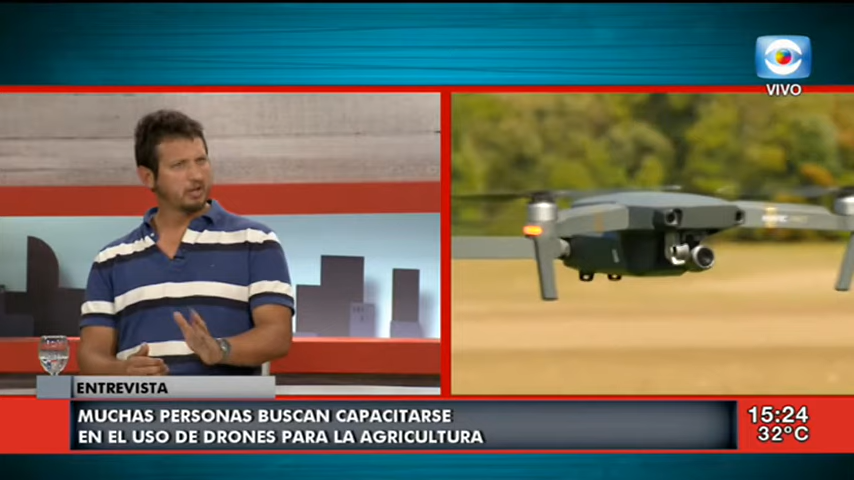 VIVO
ENTREVISTA
MUCHAS PERSONAS BUSCAN CAPACITARSE
EN EL USO DE DRONES PARA LA AGRICULTURA
15:24
32°C